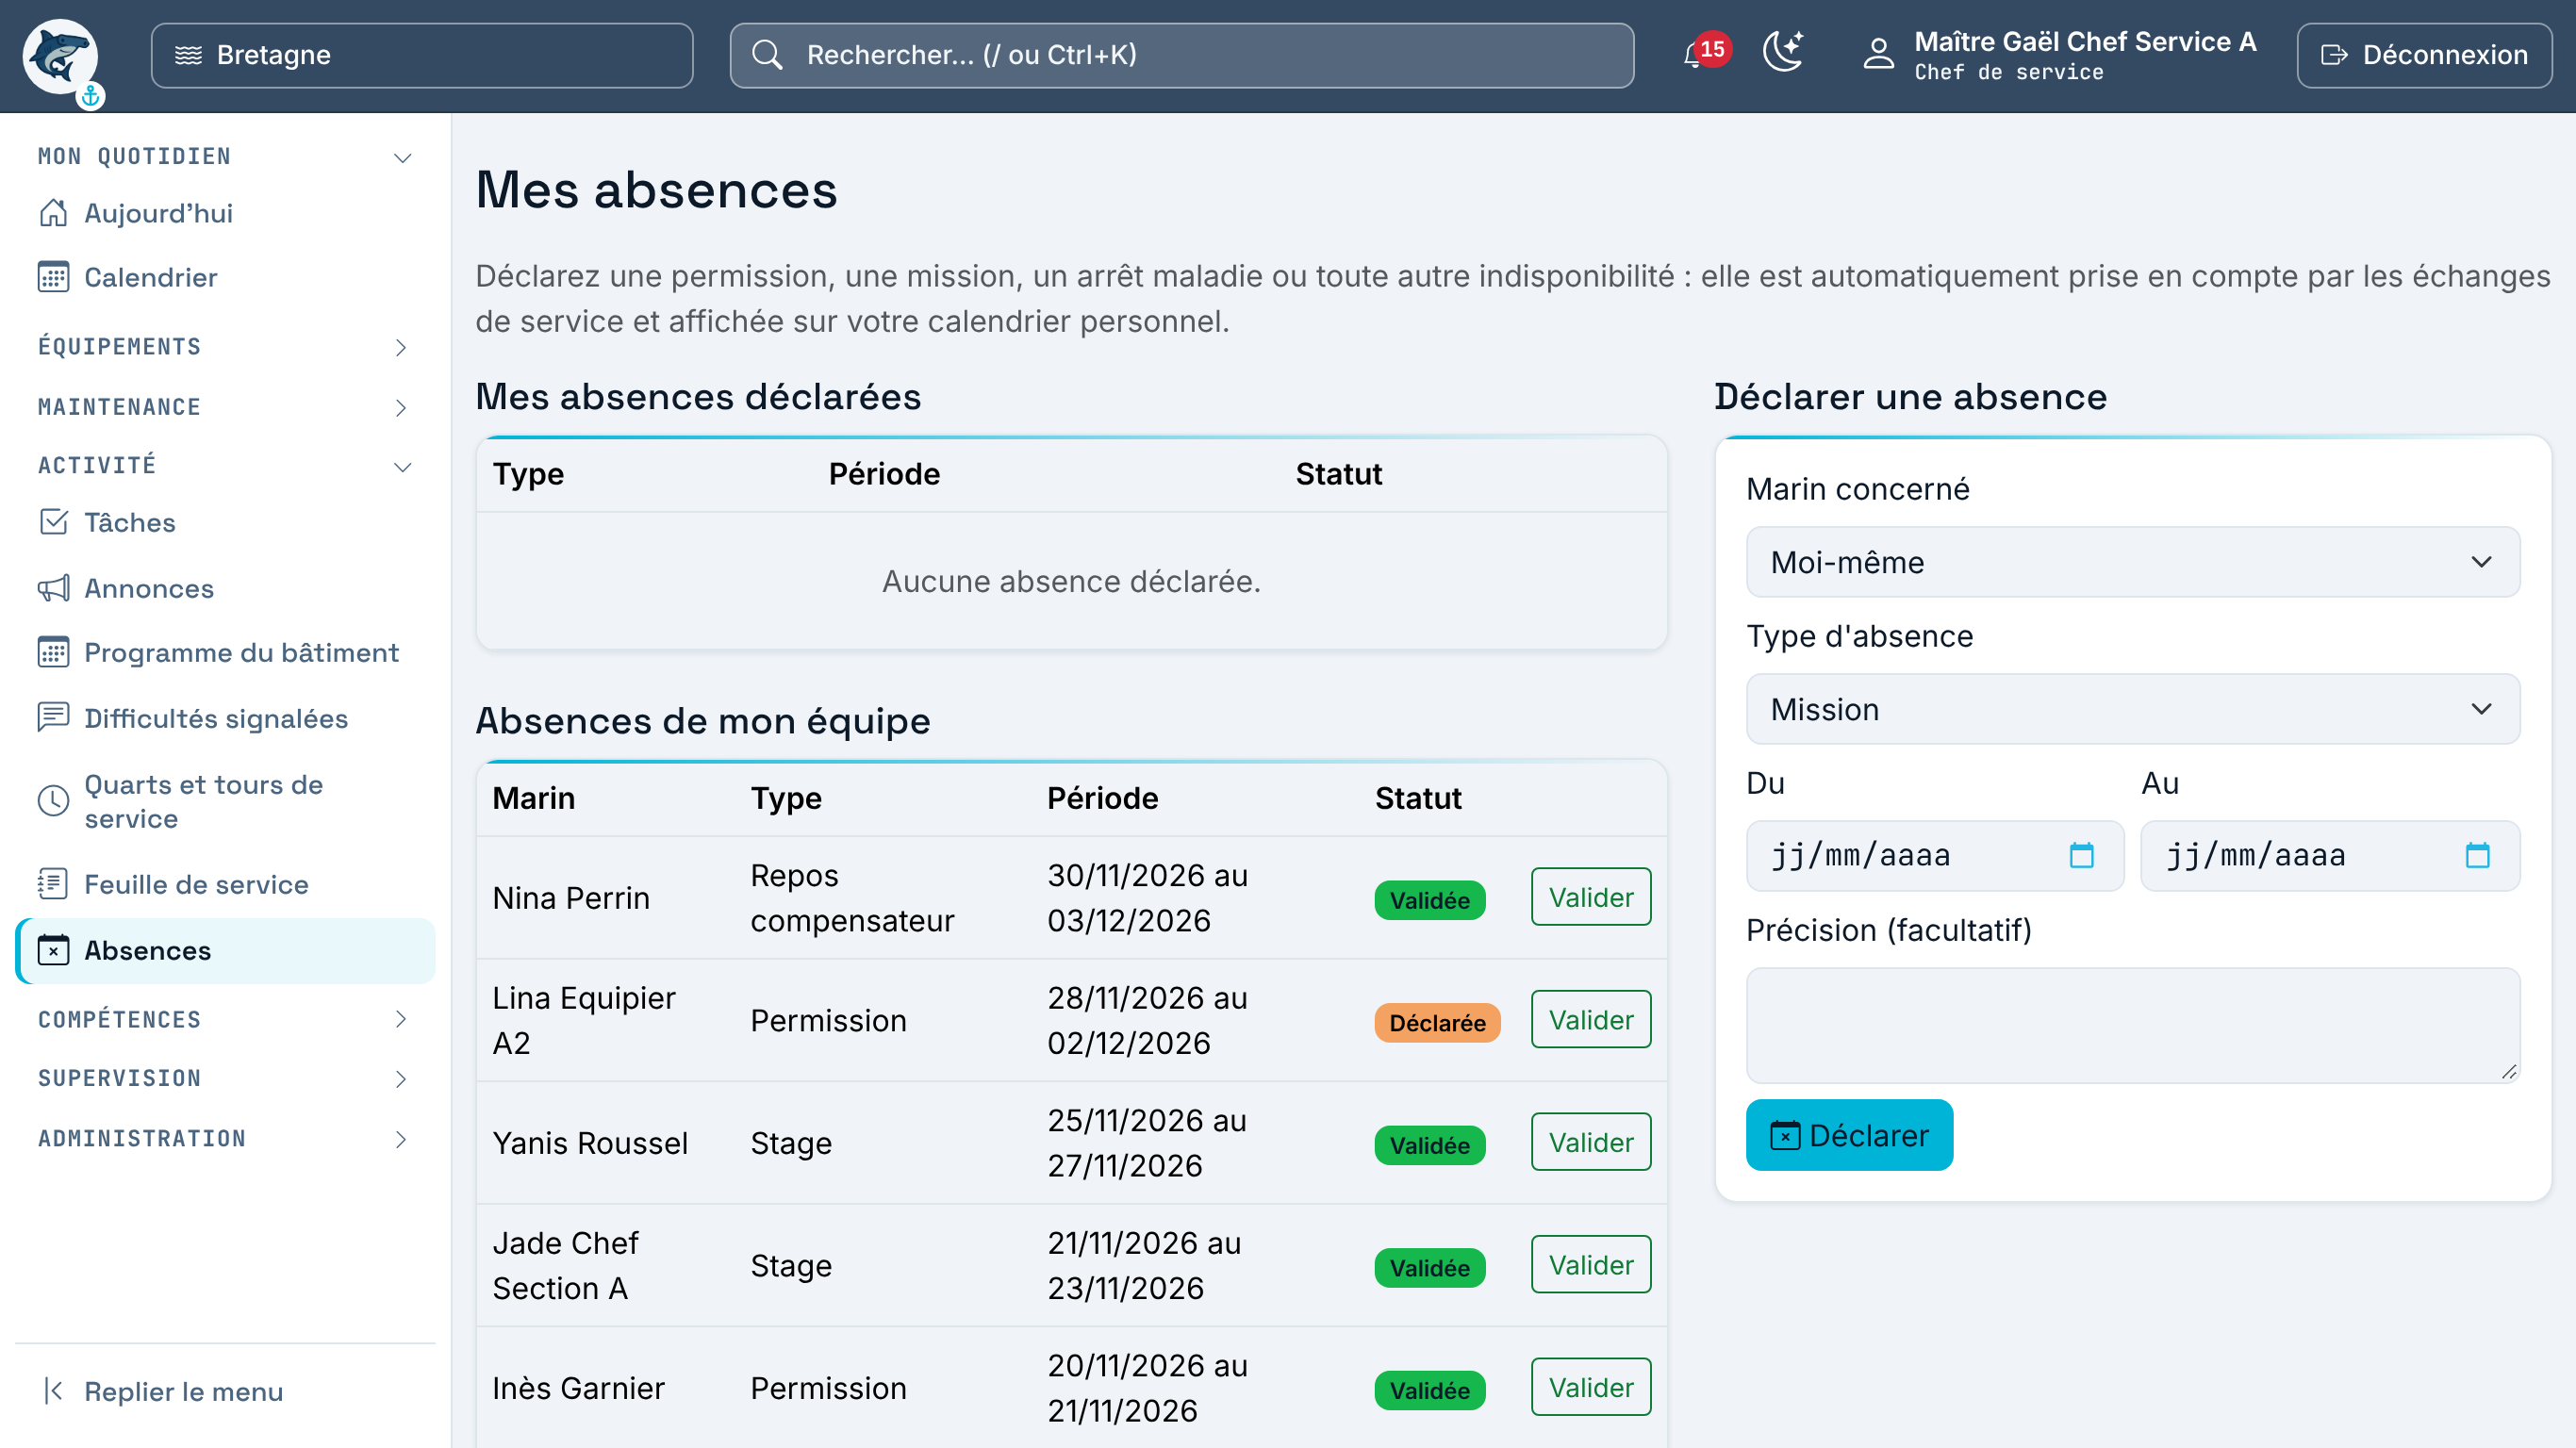 Bretagne
Rechercher... (/ ou Ctrl+K)
15
Maître Gaël Chef Service A
Chef de service
Déconnexion
MON QUOTIDIEN
Aujourd'hui
Calendrier
ÉQUIPEMENTS
MAINTENANCE
ACTIVITÉ
Tâches
Annonces
Programme du bâtiment
Difficultés signalées
Quarts et tours de
service
Feuille de service
Absences
COMPÉTENCES
SUPERVISION
ADMINISTRATION
Replier le menu
Mes absences
Déclarez une permission, une mission, un arrêt maladie ou toute autre indisponibilité : elle est automatiquement prise en compte par les échanges
de service et affichée sur votre calendrier personnel.
Mes absences déclarées
Type Période Statut
Aucune absence déclarée.
Absences de mon équipe
Marin Type Période Statut
Nina Perrin Repos compensateur 30/11/2026 au 03/12/2026 Validée Valider
Lina Equipier A2 Permission 28/11/2026 au 02/12/2026 Déclarée Valider
Yanis Roussel Stage 25/11/2026 au 27/11/2026 Validée Valider
Jade Chef Section A Stage 21/11/2026 au 23/11/2026 Validée Valider
Inès Garnier Permission 20/11/2026 au 21/11/2026 Validée Valider
Déclarer une absence
Marin concerné
Moi-même
Type d'absence
Mission
Du Au
jj/mm/aaaa jj/mm/aaaa
Précision (facultatif)
Déclarer